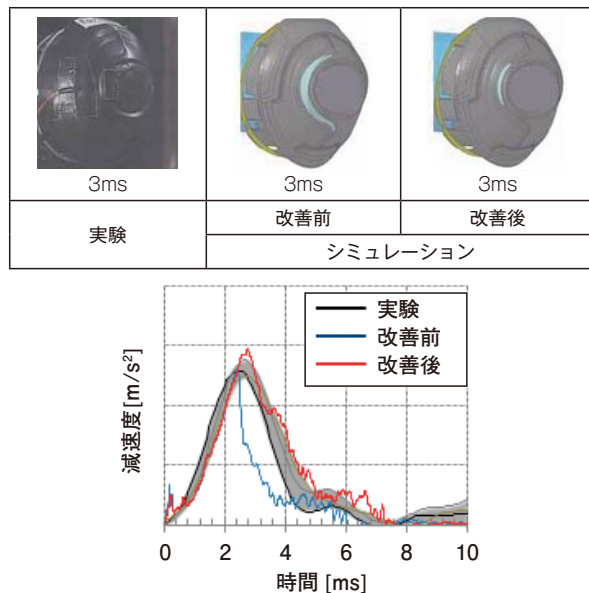 3ms
3ms
3ms
実験
改善前
改善後
シミュレーション
実験
改善前
改善後
減速度 [m/s²]
0
2
4
6
8
10
時間 [ms]